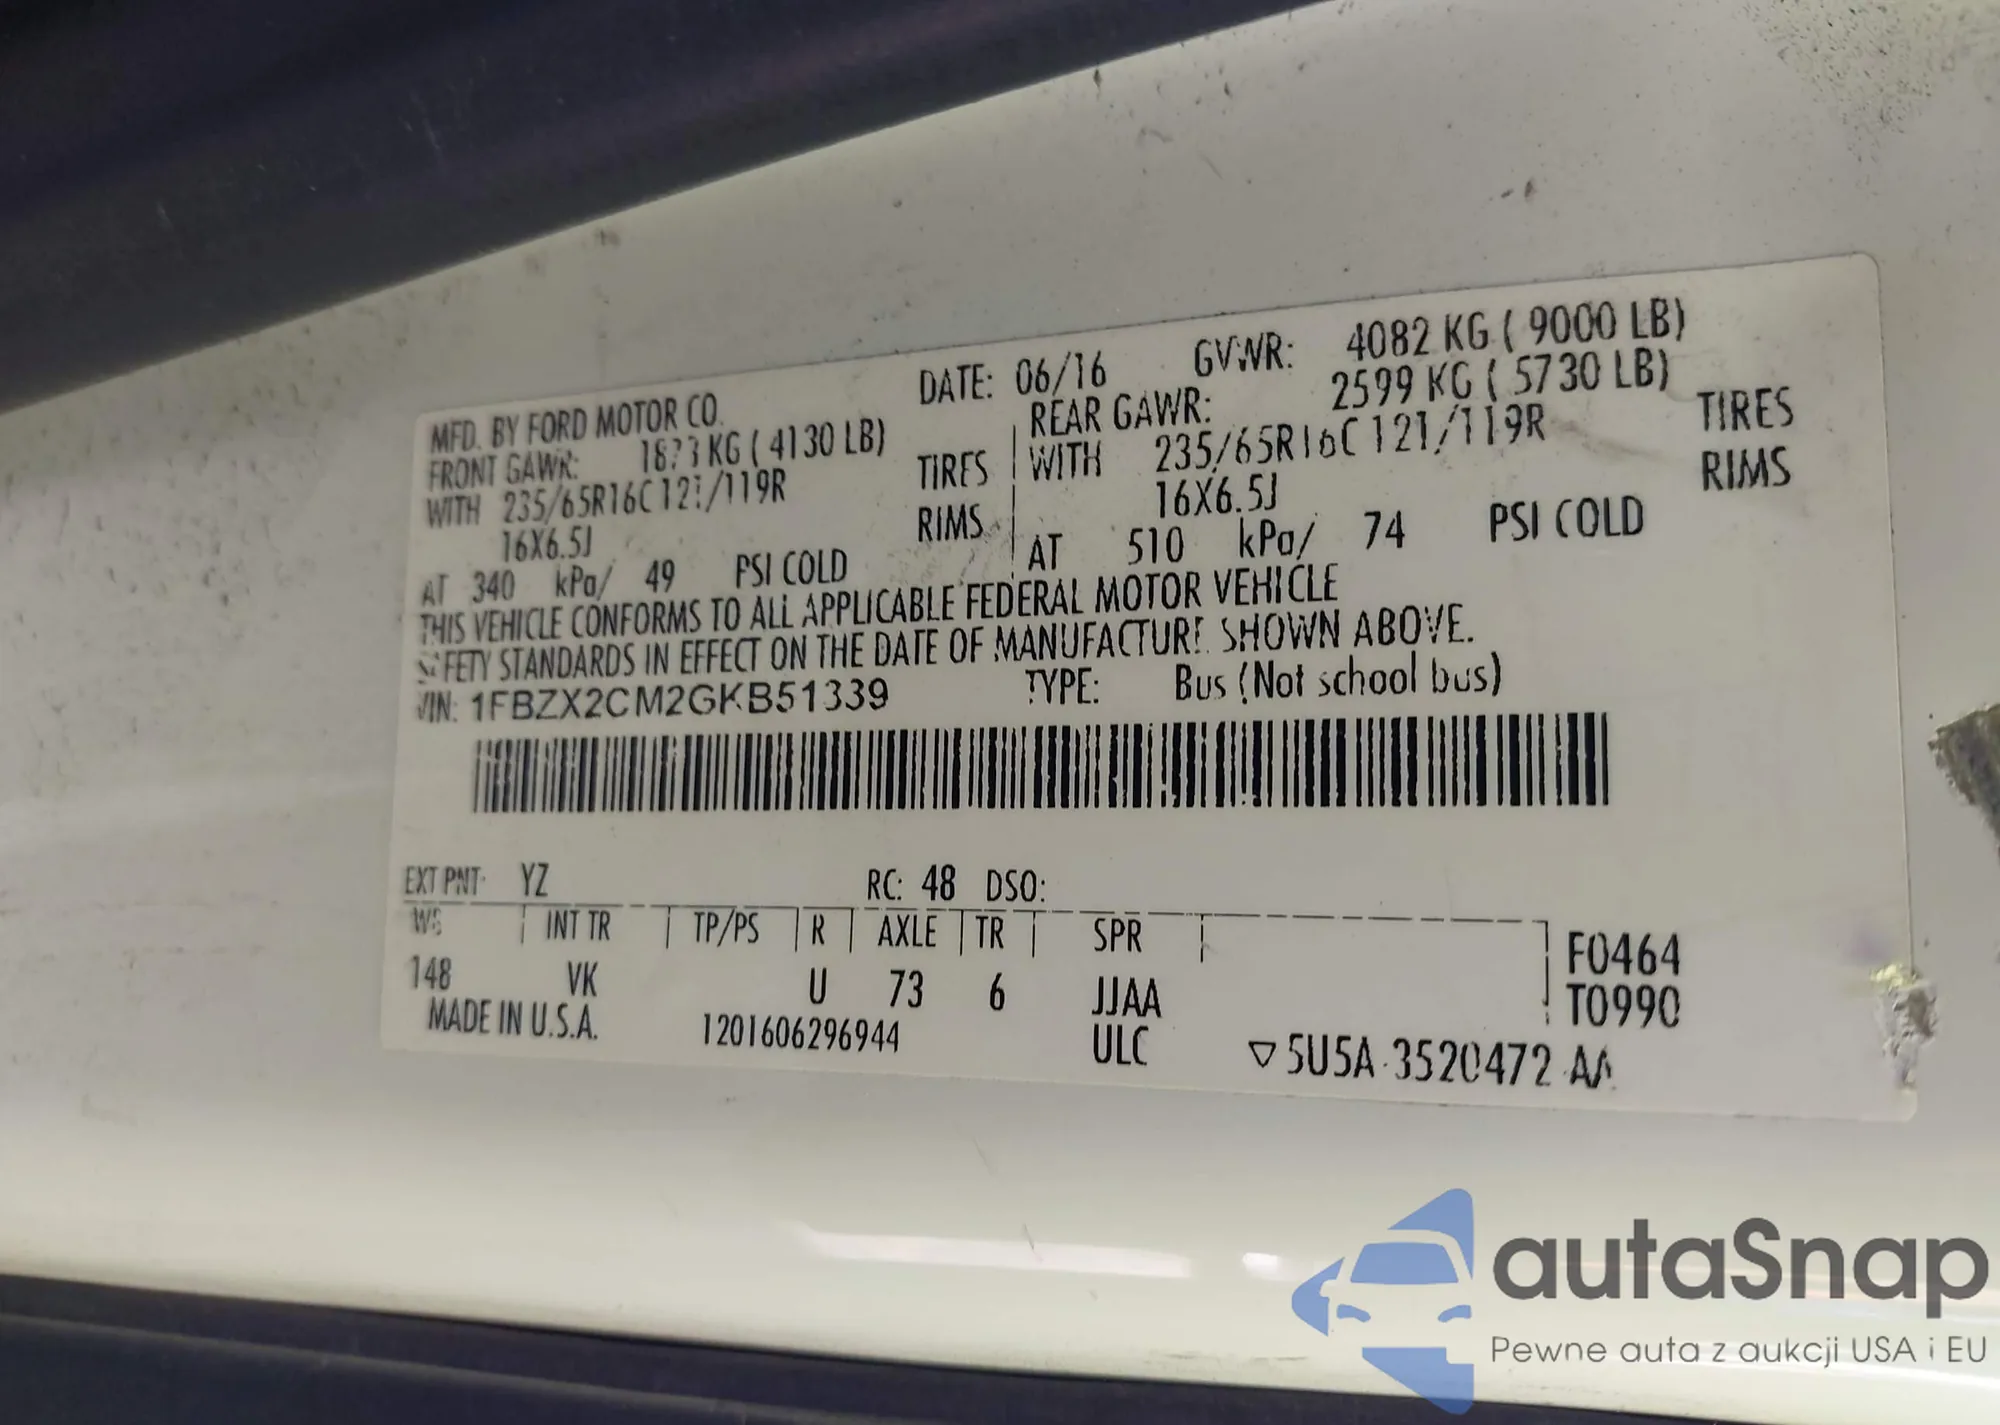 MFD. BY FORD MOTOR CO. DATE: 06/16 GVWR: 4082 KG ( 9000 LB)
FRONT GAWR: 1873 KG ( 4130 LB) REAR GAWR: 2599 KG ( 5730 LB)
WITH 235/65R16C 121/119R TIRES WITH 235/65R16C 121/119R TIRES
16X6.5J RIMS 16X6.5J RIMS
AT 340 kPa/ 49 PSI COLD AT 510 kPa/ 74 PSI COLD
THIS VEHICLE CONFORMS TO ALL APPLICABLE FEDERAL MOTOR VEHICLE
SAFETY STANDARDS IN EFFECT ON THE DATE OF MANUFACTURE SHOWN ABOVE.
VIN: 1FBZX2CM2GKB51339 TYPE: Bus (Not school bus)
EXT PNT: YZ RC: 48 DSO:
WB INT TR TP/PS R AXLE TR SPR
148 VK U 73 6 JJAA
F0464
T0990
MADE IN U.S.A. 1201606296944 ULC ▽5U5A-3520472-AA
autaSnap
Pewne auta z aukcji USA i EU